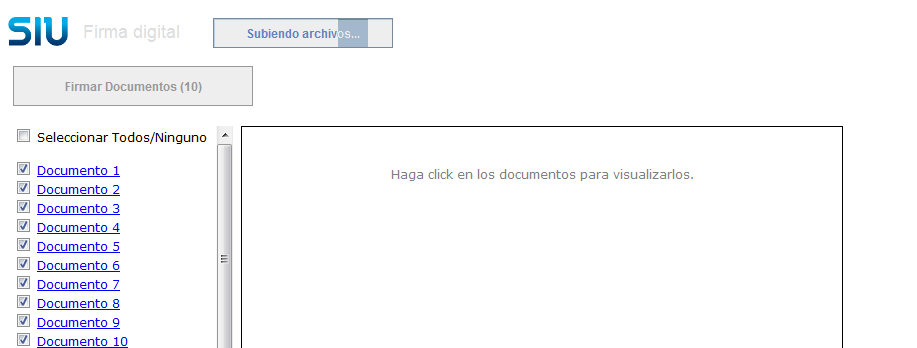 SIU Firma digital Subiendo archivos...
Firmar Documentos (10)
Seleccionar Todos/Ninguno
Documento 1
Documento 2
Documento 3
Documento 4
Documento 5
Documento 6
Documento 7
Documento 8
Documento 9
Documento 10
Haga click en los documentos para visualizarlos.